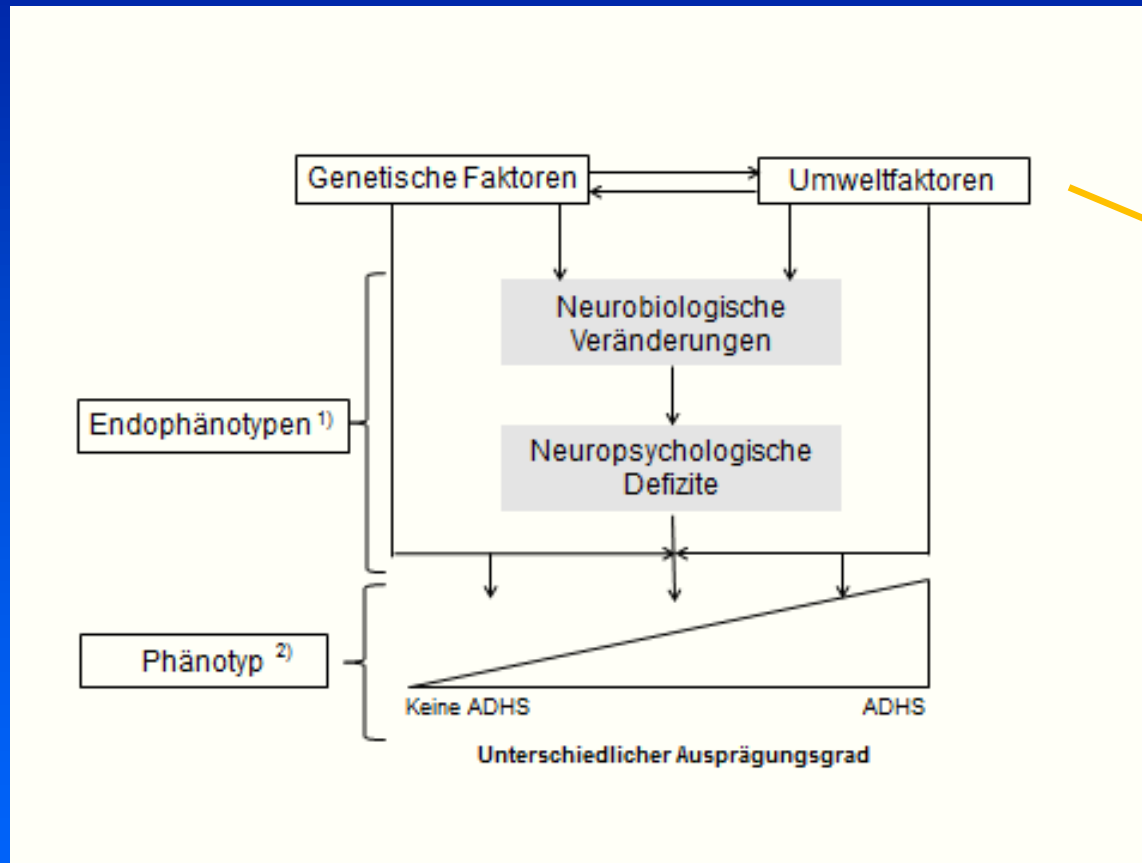 Genetische Faktoren
Umweltfaktoren
Neurobiologische
Veränderungen
Endophänotypen 1)
Neuropsychologische
Defizite
Phänotyp 2)
Keine ADHS
ADHS
Unterschiedlicher Ausprägungsgrad